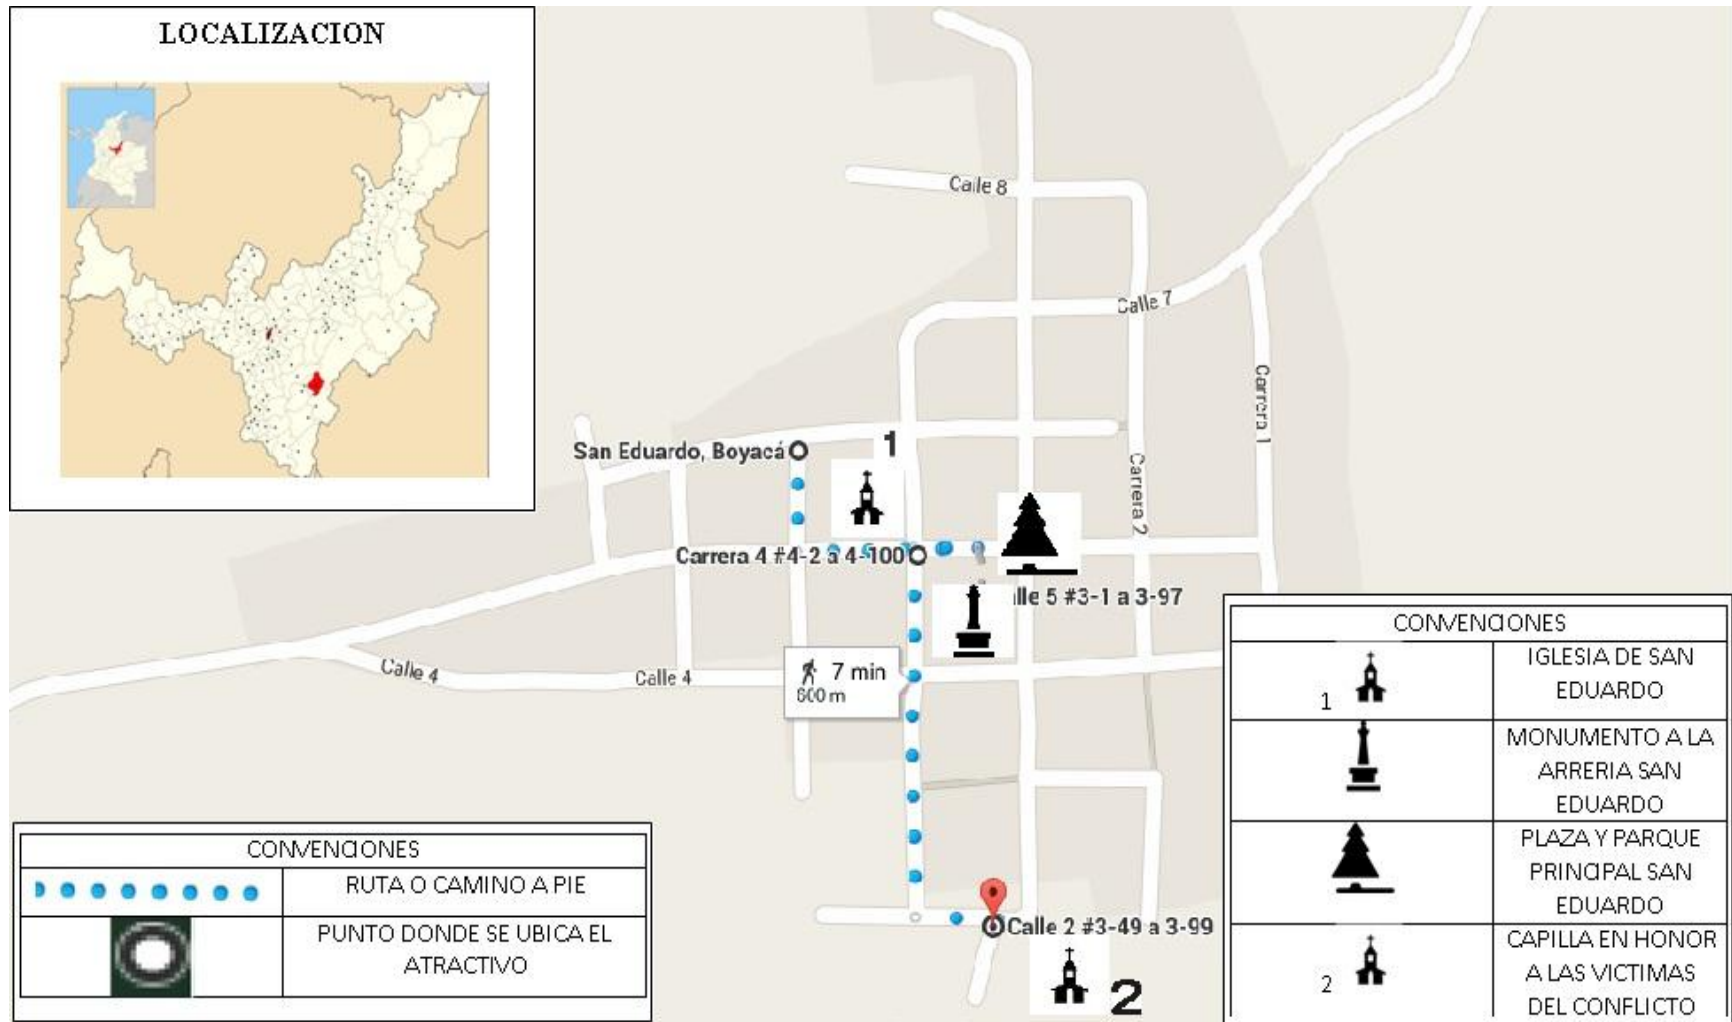 LOCALIZACION
Calle 8
Calle 7
Carrera 1
1
San Eduardo, Boyacá
Carrera 2
Carrera 4 #4-2 a 4-100
lle 5 #3-1 a 3-97
7 min
600 m
Calle 4
Calle 4
Calle 2 #3-49 a 3-99
2
CONVENCIONES
RUTA O CAMINO A PIE
PUNTO DONDE SE UBICA EL
ATRACTIVO
CONVENCIONES
1
IGLESIA DE SAN
EDUARDO
MONUMENTO A LA
ARRERIA SAN
EDUARDO
PLAZA Y PARQUE
PRINCIPAL SAN
EDUARDO
2
CAPILLA EN HONOR
A LAS VICTIMAS
DEL CONFLICTO